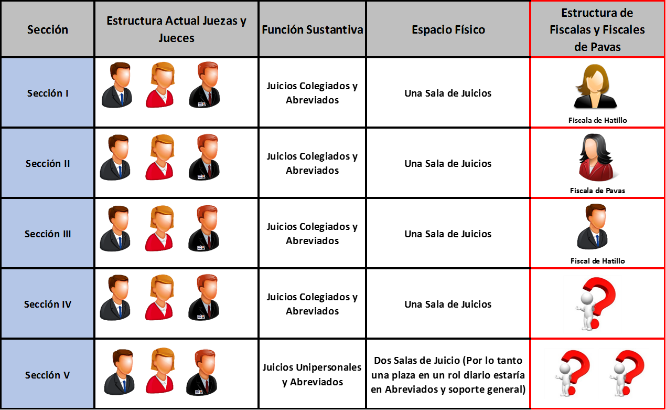 Sección
Estructura Actual Juezas y
Jueces
Función Sustantiva
Espacio Físico
Estructura de
Fiscalas y Fiscales
de Pavas
Sección I
Juicios Colegiados y
Abreviados
Una Sala de Juicios
Fiscala de Hatillo
Sección II
Juicios Colegiados y
Abreviados
Una Sala de Juicios
Fiscala de Pavas
Sección III
Juicios Colegiados y
Abreviados
Una Sala de Juicios
Fiscal de Hatillo
Sección IV
Juicios Colegiados y
Abreviados
Una Sala de Juicios
Sección V
Juicios Unipersonales
y Abreviados
Dos Salas de Juicio (Por lo tanto
una plaza en un rol diario estaría
en Abreviados y soporte general)